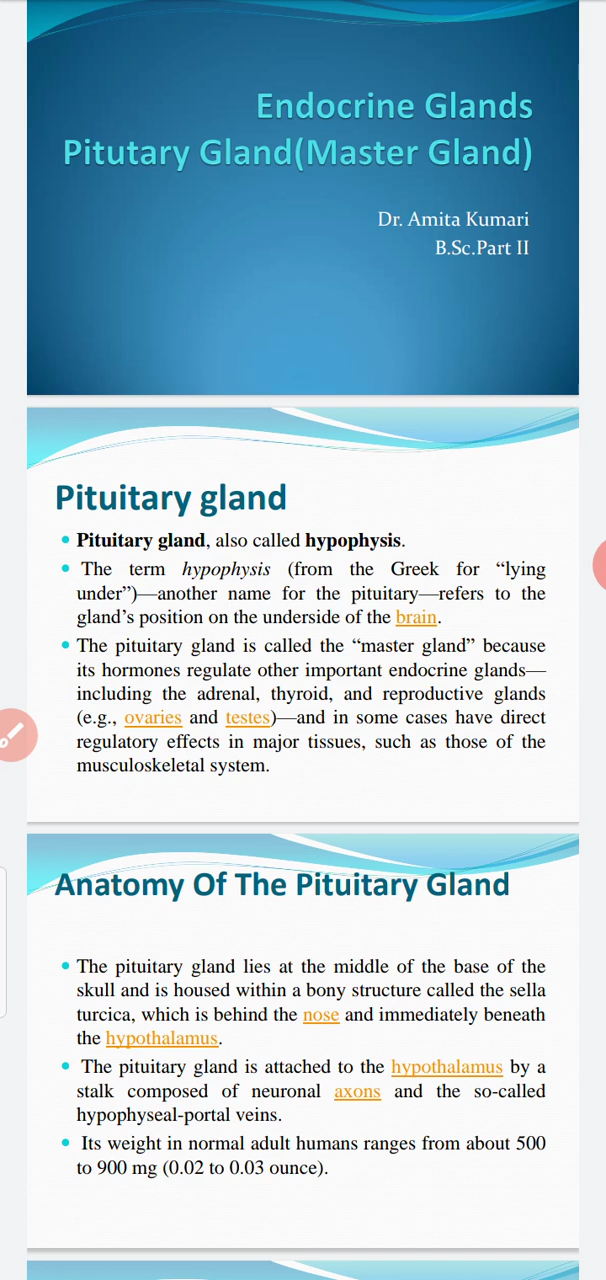 Endocrine Glands
Pitutary Gland(Master Gland)
Dr. Amita Kumari
B.Sc.Part II
Pituitary gland
• Pituitary gland, also called hypophysis.
• The term hypophysis (from the Greek for “lying
under”)—another name for the pituitary—refers to the
gland’s position on the underside of the brain.
• The pituitary gland is called the “master gland” because
its hormones regulate other important endocrine glands—
including the adrenal, thyroid, and reproductive glands
(e.g., ovaries and testes)—and in some cases have direct
regulatory effects in major tissues, such as those of the
musculoskeletal system.
Anatomy Of The Pituitary Gland
• The pituitary gland lies at the middle of the base of the
skull and is housed within a bony structure called the sella
turcica, which is behind the nose and immediately beneath
the hypothalamus.
• The pituitary gland is attached to the hypothalamus by a
stalk composed of neuronal axons and the so-called
hypophyseal-portal veins.
• Its weight in normal adult humans ranges from about 500
to 900 mg (0.02 to 0.03 ounce).